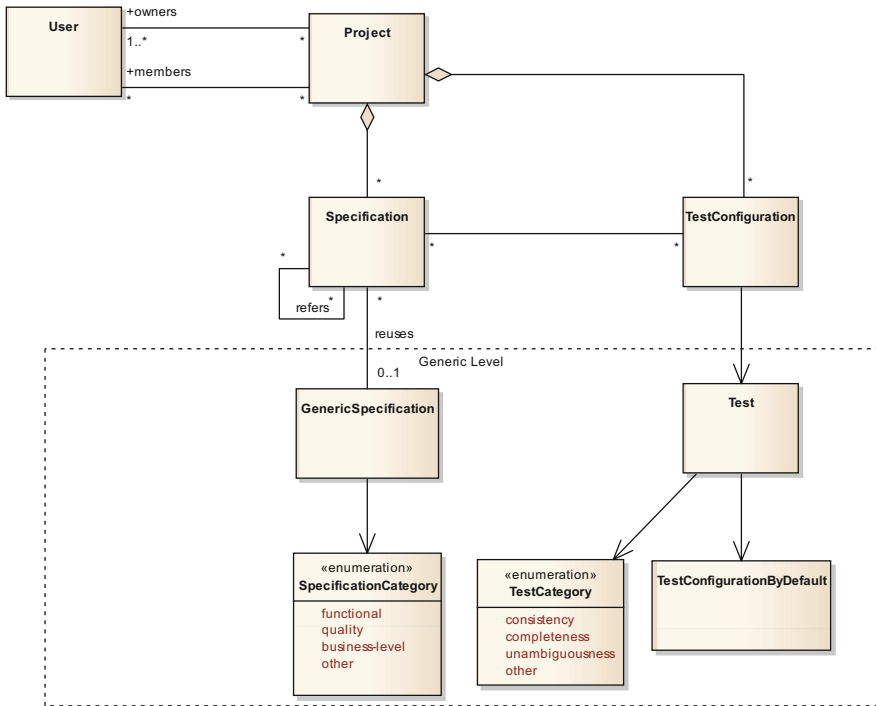 User
+owners
1..*
*
Project
+members
*
*
*
*
Specification
*
*
TestConfiguration
*
refers
*
*
reuses
Generic Level
0..1
GenericSpecification
Test
«enumeration»
SpecificationCategory
functional
quality
business-level
other
«enumeration»
TestCategory
consistency
completeness
unambiguousness
other
TestConfigurationByDefault